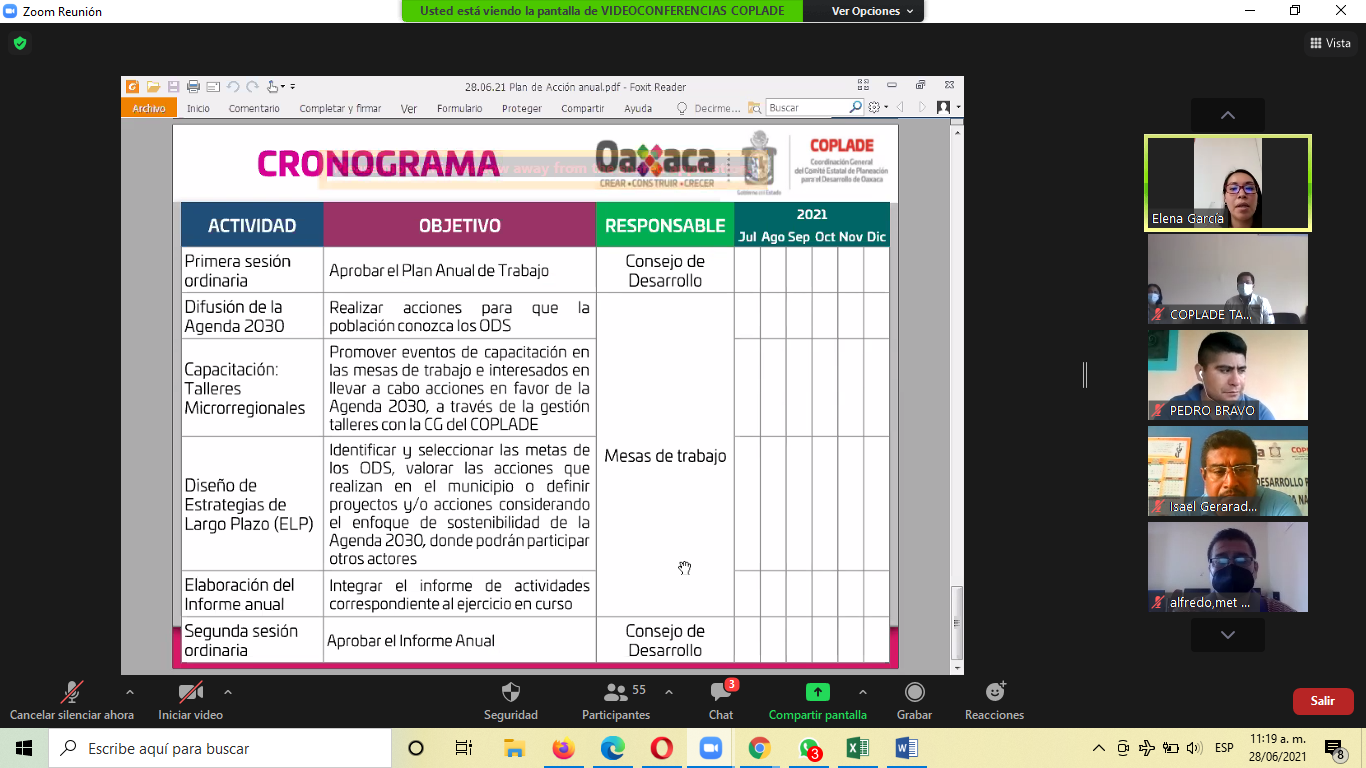 Zoom Reunión
Usted está viendo la pantalla de VIDEOCONFERENCIAS COPLADE
Ver Opciones
Vista
28.06.21 Plan de Acción anual.pdf - Foxit Reader
Archivo
Inicio
Comentario
Completar y firmar
Ver
Formulario
Proteger
Compartir
Ayuda
Decirme...
Buscar
CRONOGRAMA
away from
Oaxaca
CREAR • CONSTRUIR • CRECER
COPLADE
Coordinación General
del Comité Estatal de Planeación
para el Desarrollo de Oaxaca
ACTIVIDAD
OBJETIVO
RESPONSABLE
2021
Jul Ago Sep Oct Nov Dic
Primera sesión
ordinaria
Aprobar el Plan Anual de Trabajo
Consejo de
Desarrollo
Difusión de la
Agenda 2030
Realizar acciones para que la
población conozca los ODS
Capacitación:
Talleres
Microrregionales
Promover eventos de capacitación en
las mesas de trabajo e interesados en
llevar a cabo acciones en favor de la
Agenda 2030, a través de la gestión
talleres con la CG del COPLADE
Mesas de trabajo
Diseño de
Estrategias de
Largo Plazo (ELP)
Identificar y seleccionar las metas de
los ODS, valorar las acciones que
realizan en el municipio o definir
proyectos y/o acciones considerando
el enfoque de sostenibilidad de la
Agenda 2030, donde podrán participar
otros actores
Elaboración del
Informe anual
Integrar el informe de actividades
correspondiente al ejercicio en curso
Segunda sesión
ordinaria
Aprobar el Informe Anual
Consejo de
Desarrollo
Elena García
COPLADE TA...
PEDRO BRAVO
COPLADE
DESARROLLO
Isael Gerarad...
alfredo,met ...
Cancelar silenciar ahora
Iniciar video
Seguridad
55
Participantes
3
Chat
Compartir pantalla
Grabar
Reacciones
Salir
Escribe aquí para buscar
3
ESP
11:19 a. m.
28/06/2021
8